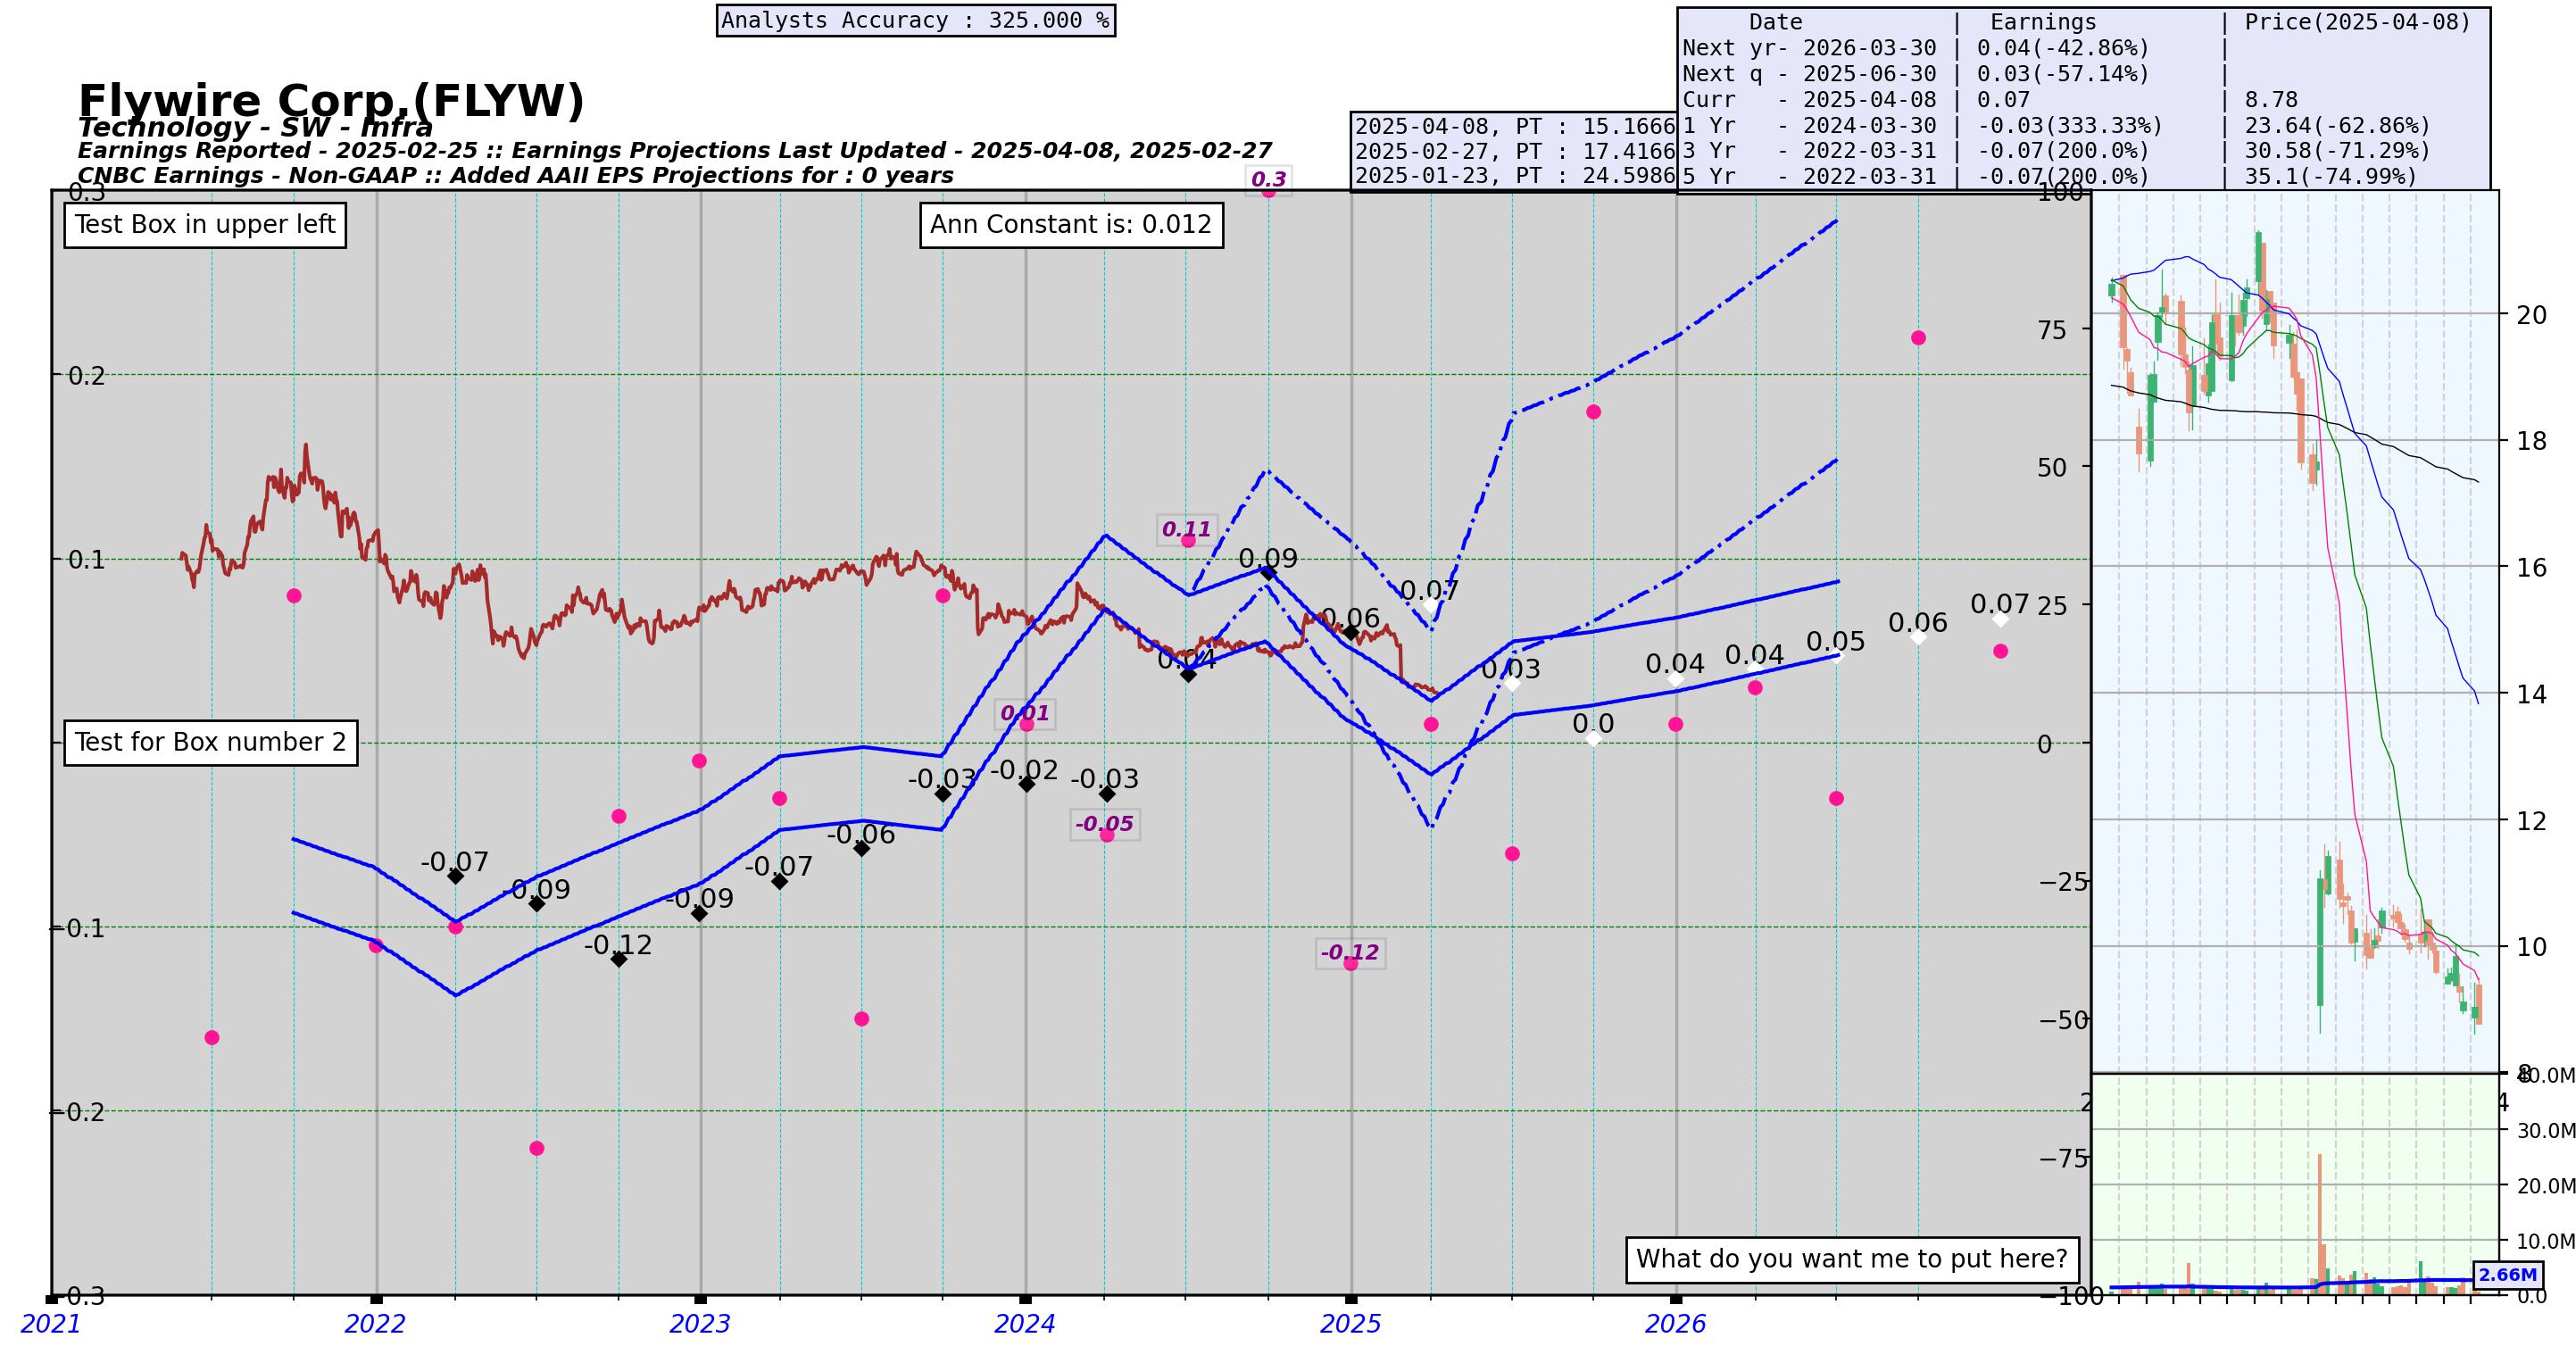 Analysts Accuracy : 325.000 %
Date | Earnings | Price(2025-04-08)
Next yr- 2026-03-30 | 0.04(-42.86%) |
Next q - 2025-06-30 | 0.03(-57.14%) |
Curr - 2025-04-08 | 0.07 | 8.78
1 Yr - 2024-03-30 | -0.03(333.33%) | 23.64(-62.86%)
3 Yr - 2022-03-31 | -0.07(200.0%) | 30.58(-71.29%)
5 Yr - 2022-03-31 | -0.07(200.0%) | 35.1(-74.99%)
2025-04-08, PT : 15.1666
2025-02-27, PT : 17.4166
2025-01-23, PT : 24.5986
Flywire Corp,(FLYW)
Technology - SW - Infra
Earnings Reported - 2025-02-25 :: Earnings Projections Last Updated - 2025-04-08, 2025-02-27
CNBC Earnings - Non-GAAP :: Added AAII EPS Projections for : 0 years
Test Box in upper left
Ann Constant is: 0.012
Test for Box number 2
What do you want me to put here?
0.3
0.2
0.1
−0.1
−0.2
−0.3
0.3
0.11
0.09
0.07
0.06
0.04
0.01
-0.07
-0.09
-0.12
-0.09
-0.07
-0.06
-0.03
-0.02
-0.03
-0.05
-0.12
0.03
0.0
0.04
0.04
0.05
0.06
0.07
100
75
50
25
0
−25
−50
−75
−100
20
18
16
14
12
10
8
40.0M
30.0M
20.0M
10.0M
0.0
2.66M
2021
2022
2023
2024
2025
2026